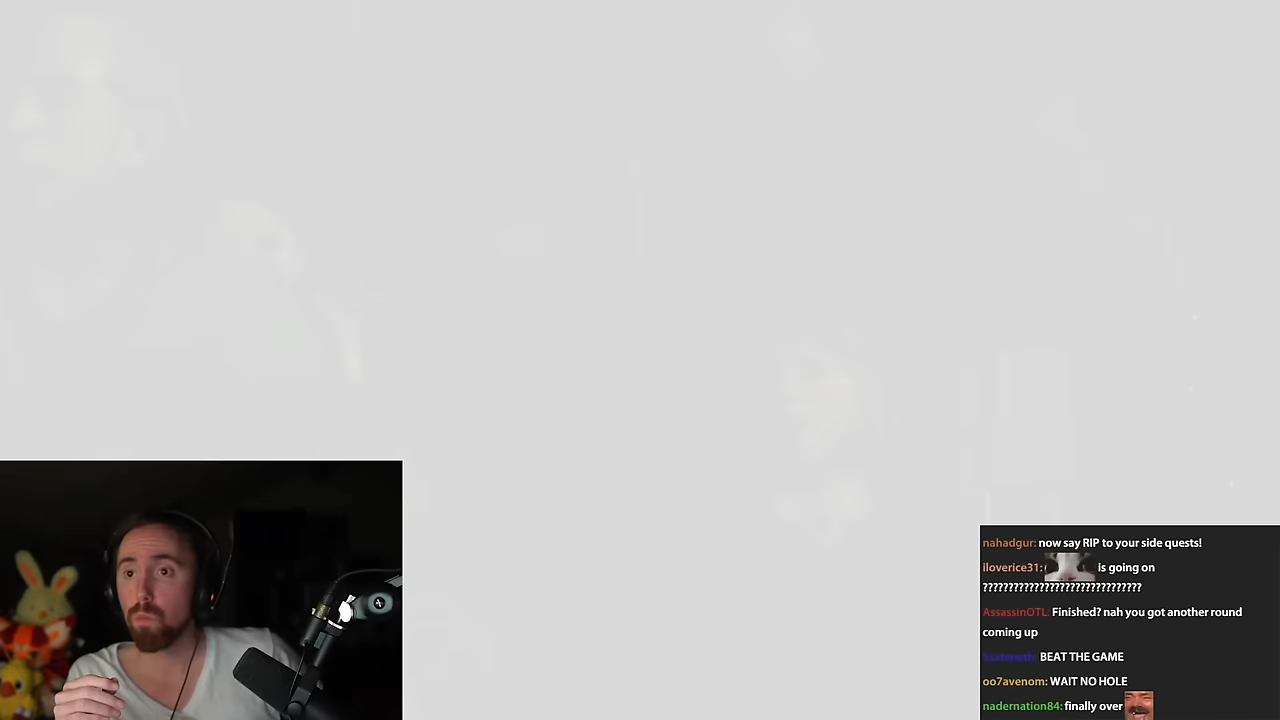 nahadgur: now say RIP to your side quests!
iloverice31: is going on
???????????????????????????????
AssassinOTL: Finished? nah you got another round
coming up
BEAT THE GAME
oo7avenom: WAIT NO HOLE
nadernation84: finally over